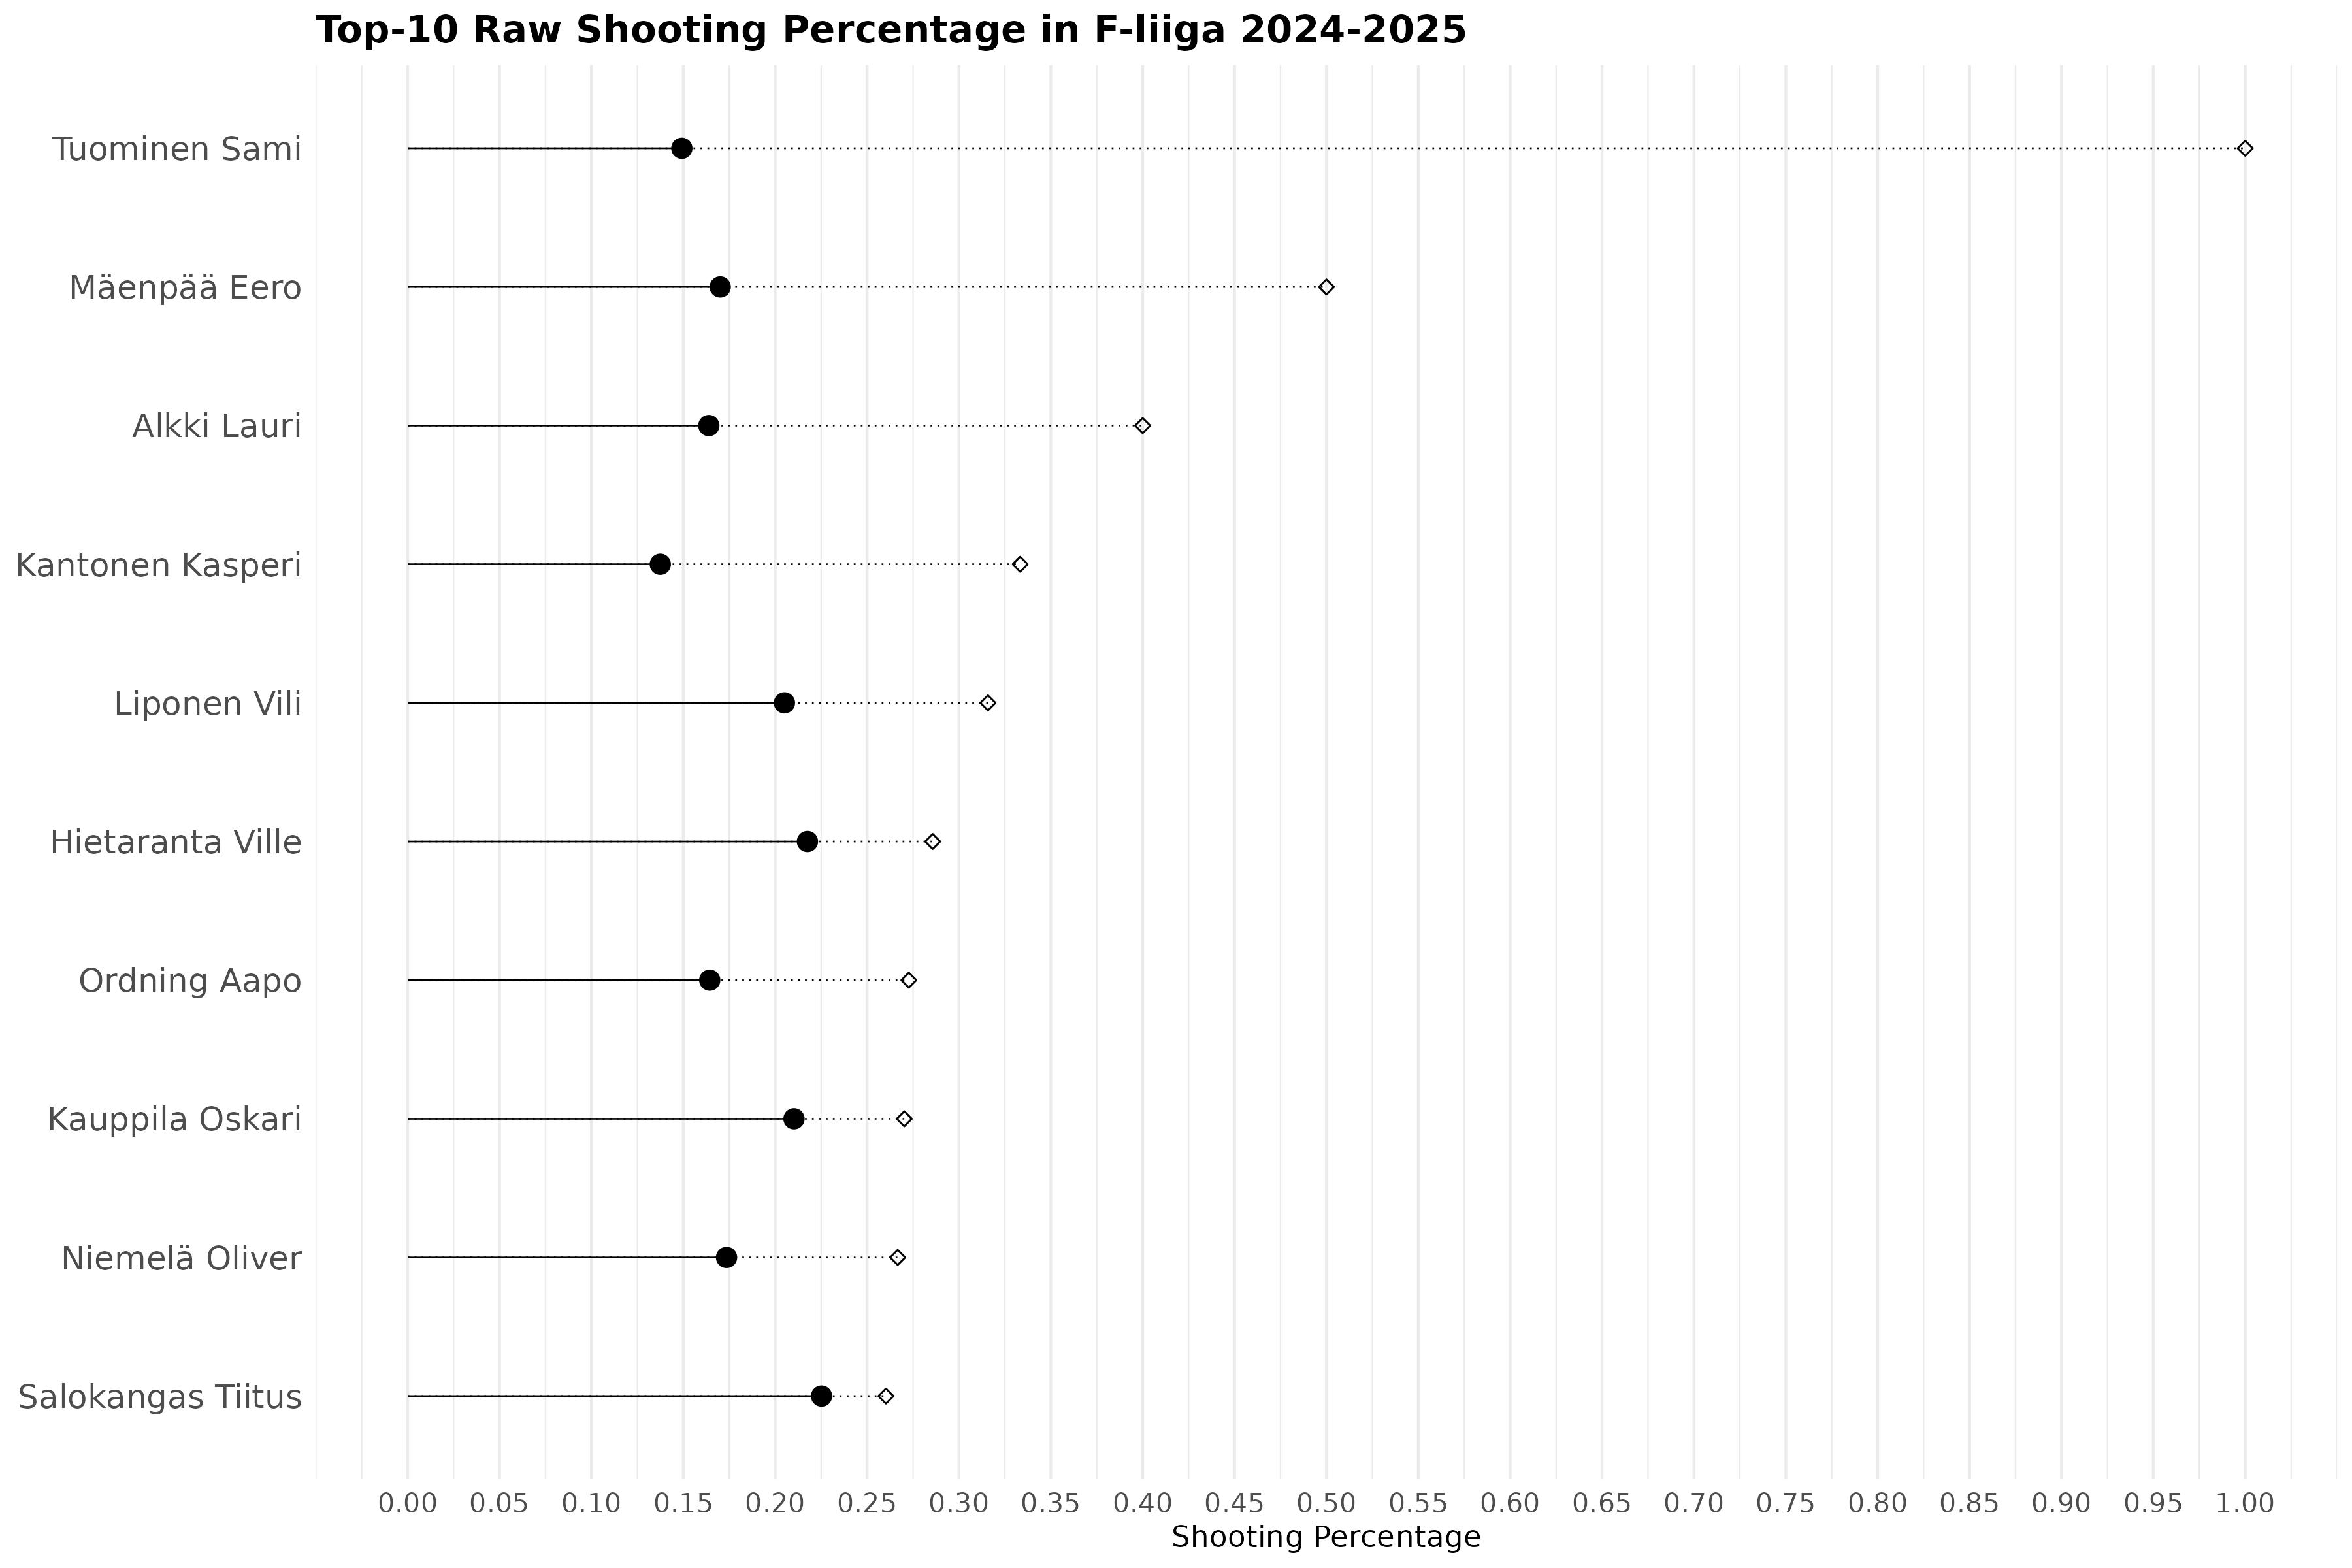 Top-10 Raw Shooting Percentage in F-liiga 2024-2025
Tuominen Sami
Mäenpää Eero
Alkki Lauri
Kantonen Kasperi
Liponen Vili
Hietaranta Ville
Ordning Aapo
Kauppila Oskari
Niemelä Oliver
Salokangas Tiitus
0.00 0.05 0.10 0.15 0.20 0.25 0.30 0.35 0.40 0.45 0.50 0.55 0.60 0.65 0.70 0.75 0.80 0.85 0.90 0.95 1.00
Shooting Percentage